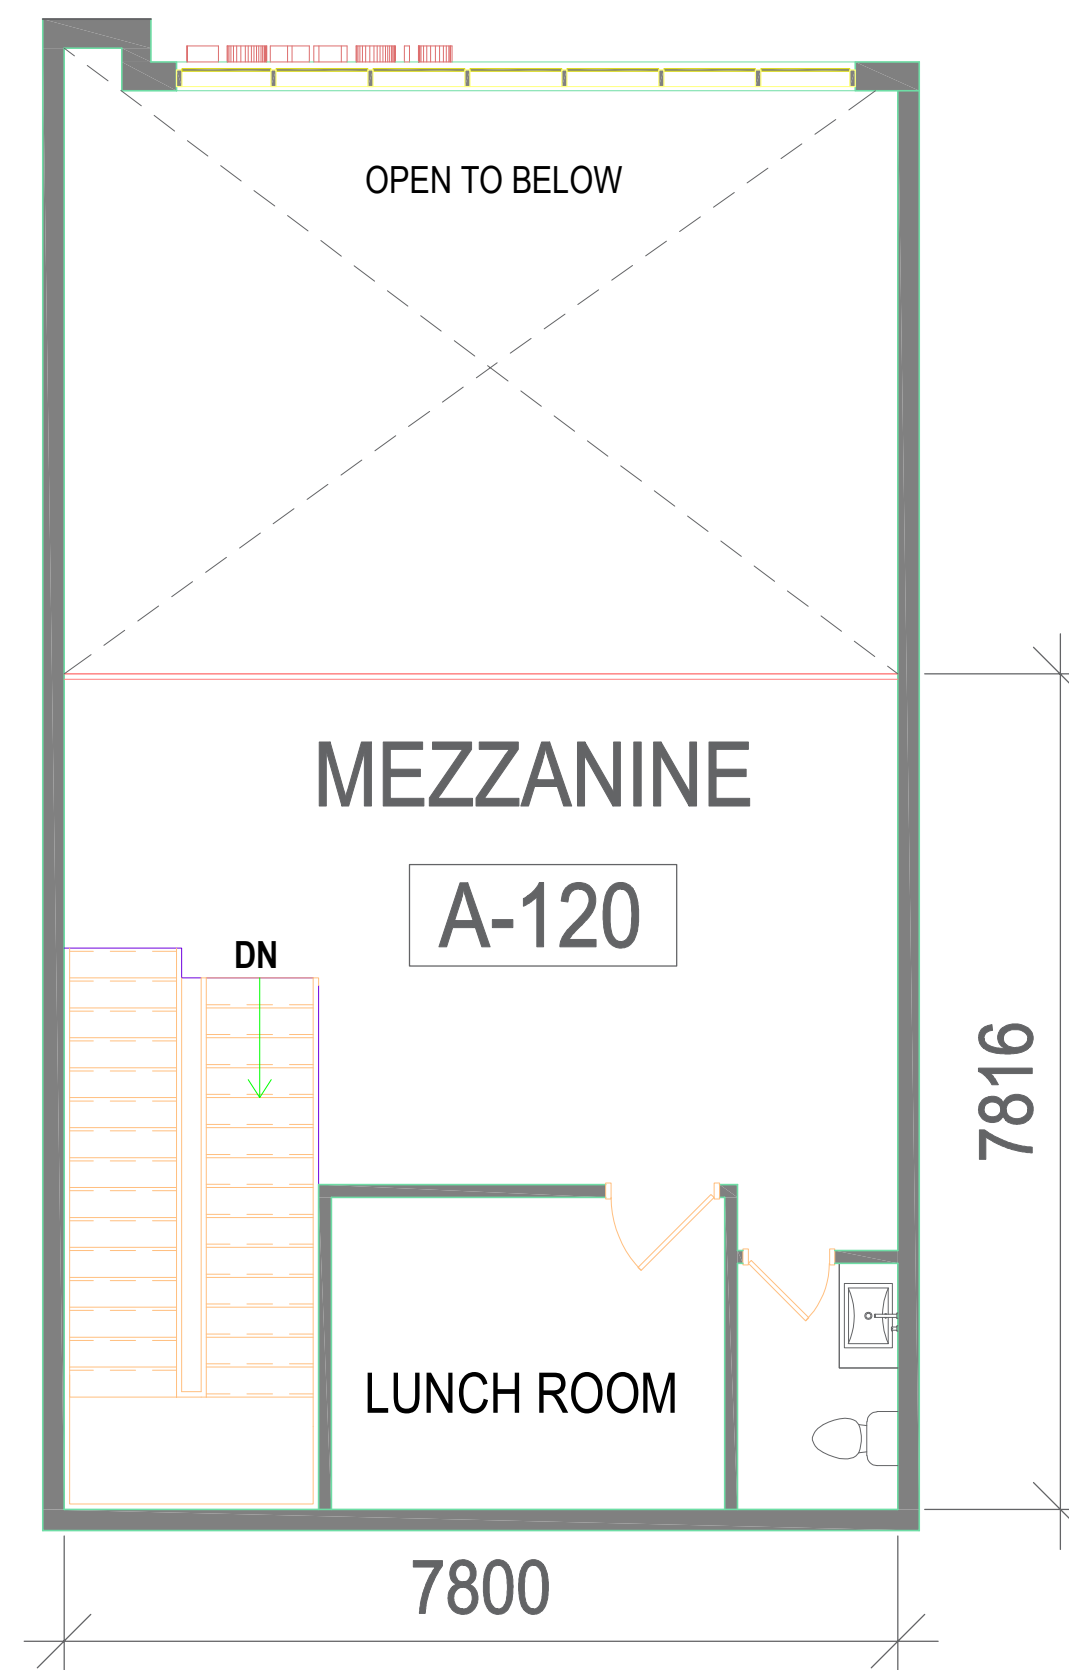 OPEN TO BELOW
MEZZANINE
A-120
DN
7816
LUNCH ROOM
7800